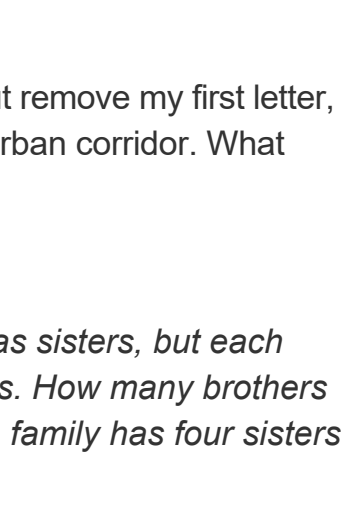 t remove my first letter,
rban corridor. What
as sisters, but each
s. How many brothers
family has four sisters